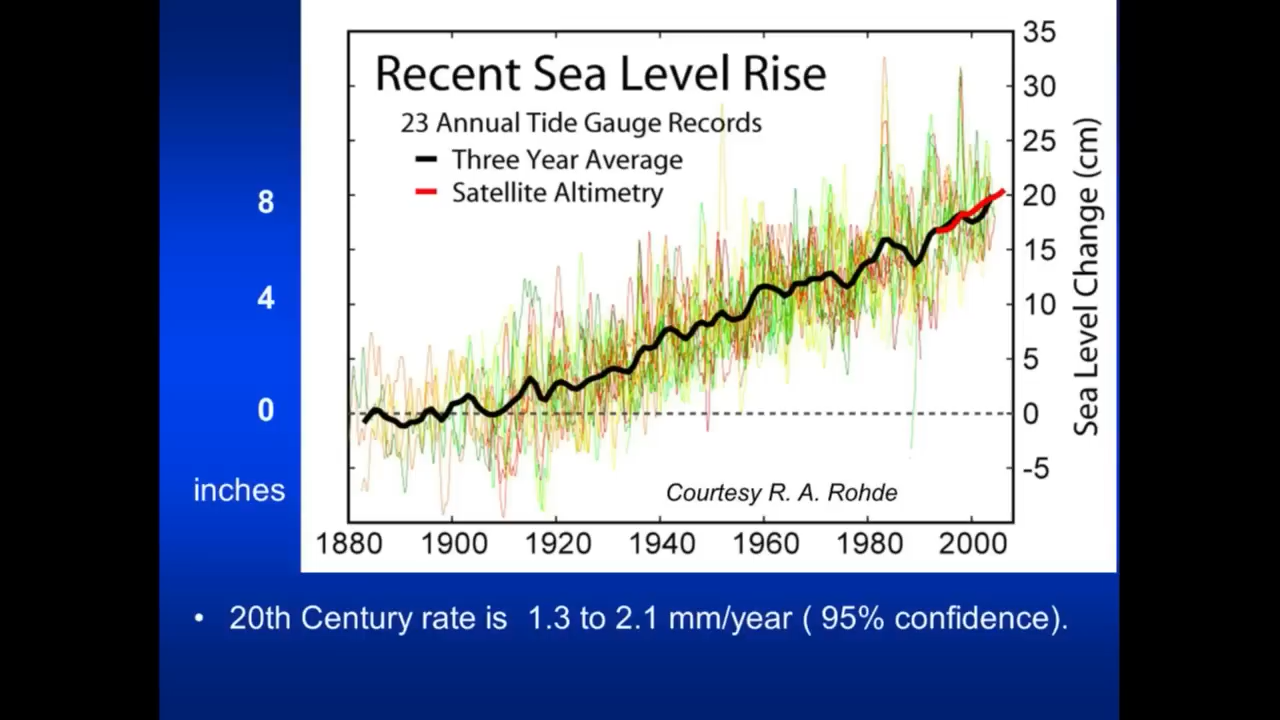 Recent Sea Level Rise
23 Annual Tide Gauge Records
Three Year Average
Satellite Altimetry
35
30
25
20
15
10
5
0
-5
Sea Level Change (cm)
8
4
0
inches
Courtesy R. A. Rohde
1880 1900 1920 1940 1960 1980 2000
• 20th Century rate is 1.3 to 2.1 mm/year ( 95% confidence).